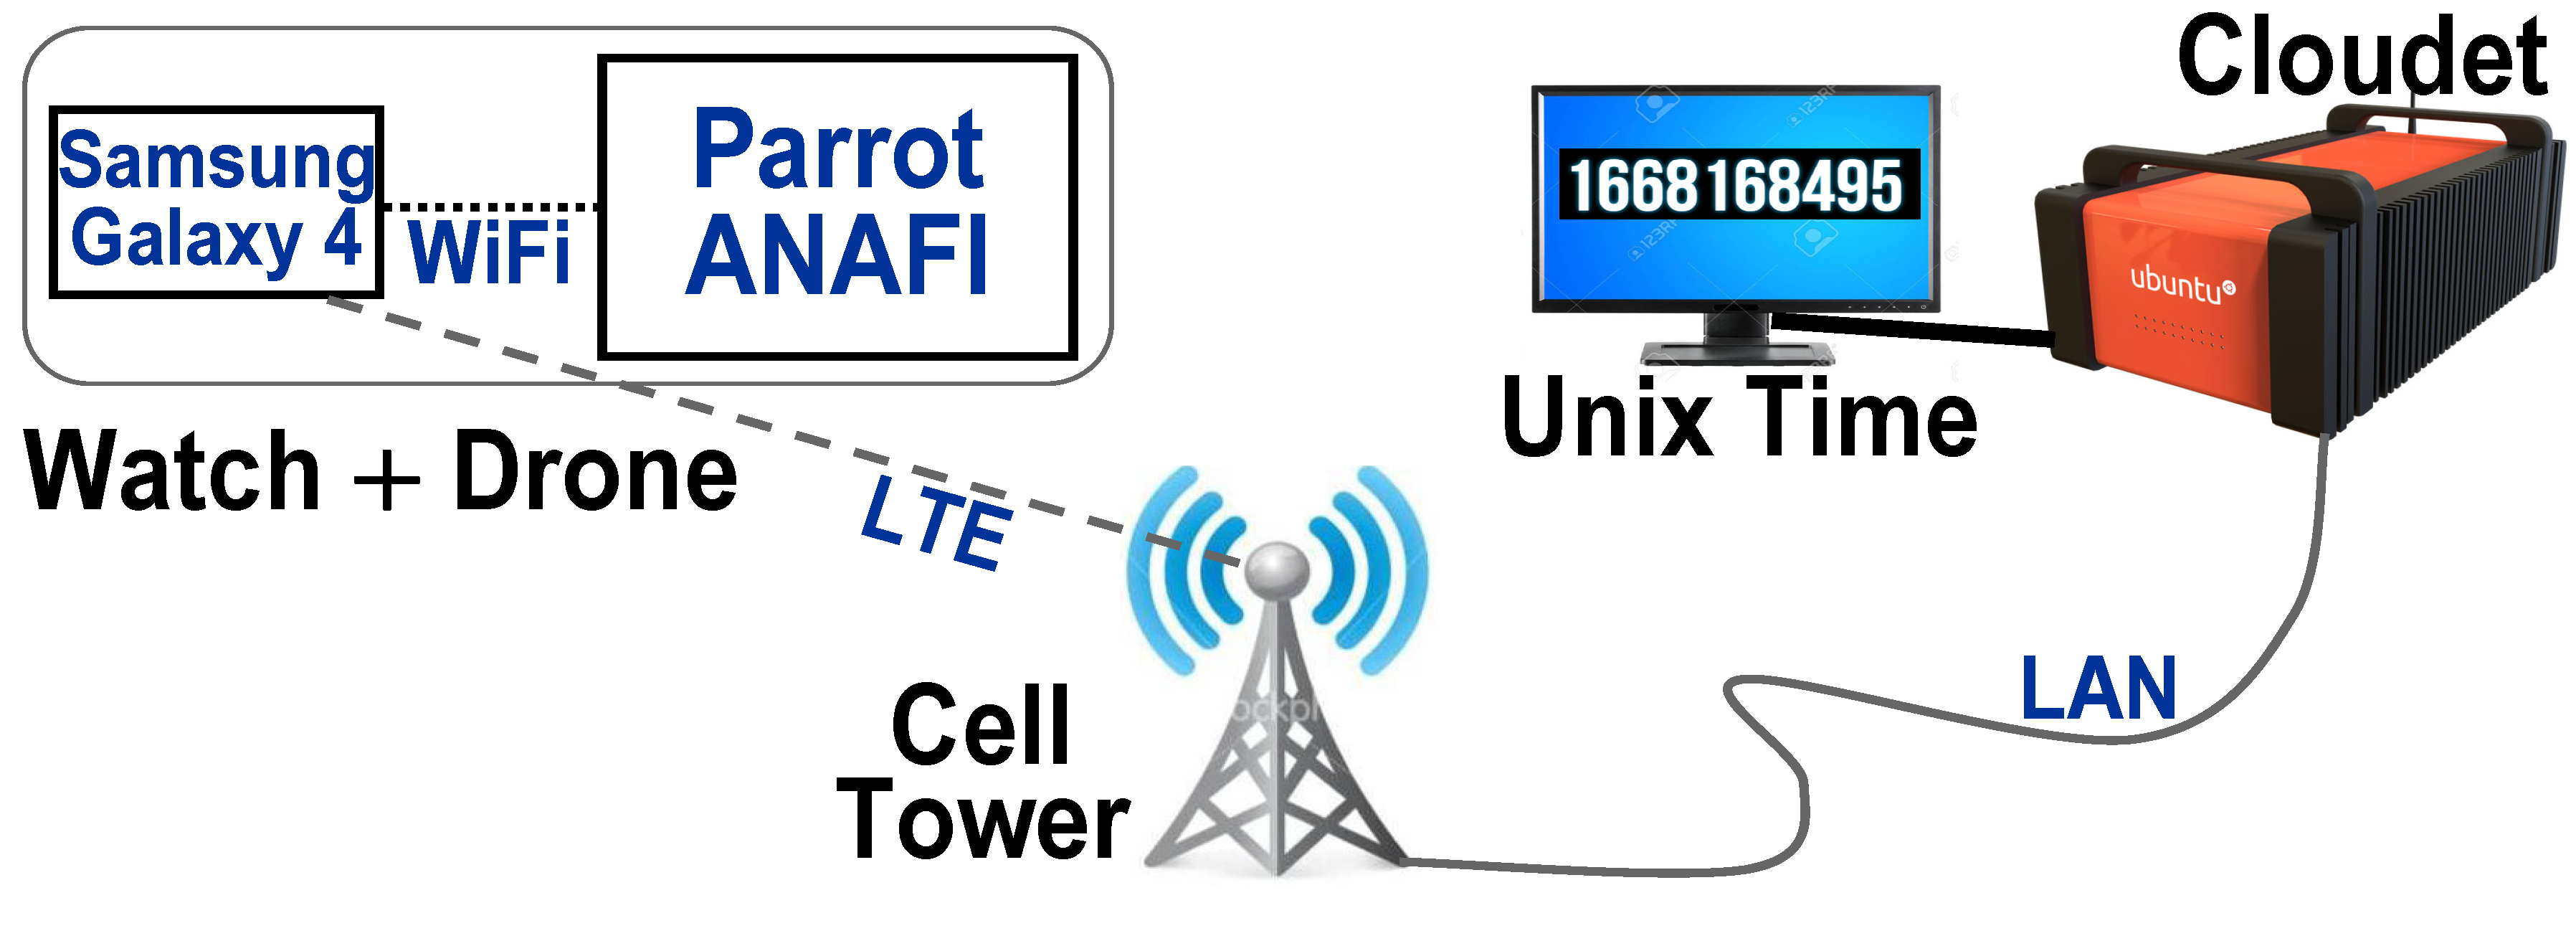 Cloudet
Samsung
Galaxy 4
WiFi
Parrot
ANAFI
1668168495
ubuntu
Unix Time
Watch + Drone
LTE
Cell
Tower
LAN